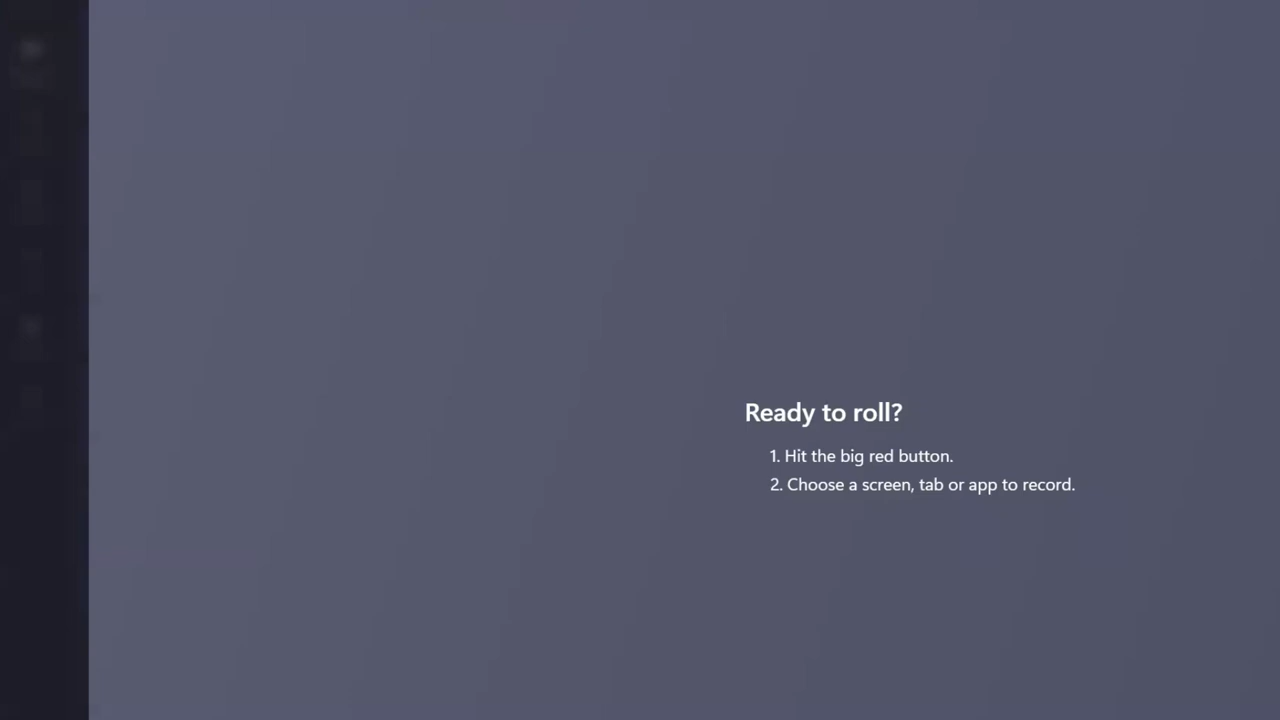 Ready to roll?
1. Hit the big red button.
2. Choose a screen, tab or app to record.